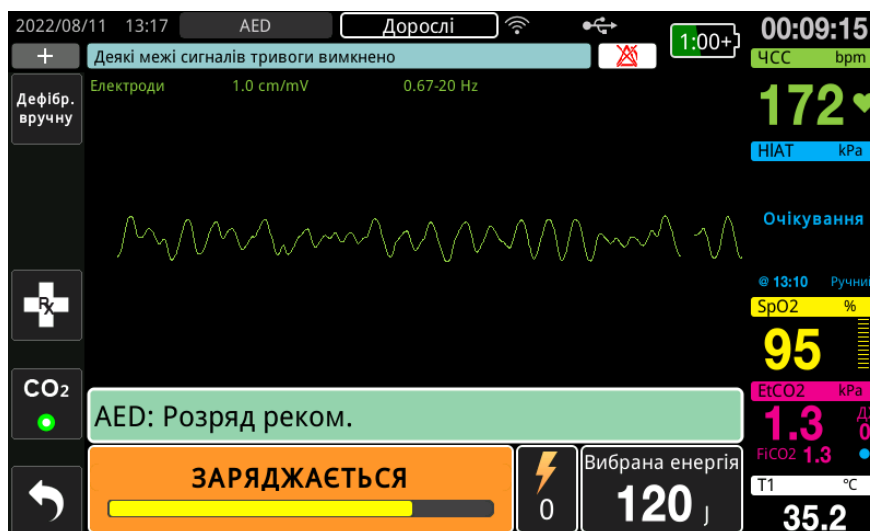 2022/08/11 13:17 AED Дорослі 1:00+ 00:09:15
+ Деякі межі сигналів тривоги вимкнено
ЧСС bpm
Електроди 1.0 cm/mV 0.67-20 Hz
Дефібр. вручну
172
НІАТ kPa
Очікування
@ 13:10 Ручний
Rx
SpO2 %
95
CO2
EtCO2 kPa
1.3
0
FiCO2 1.3
AED: Розряд реком.
ЗАРЯДЖАЄТЬСЯ
0
Вибрана енергія
120 J
T1 °C
35.2